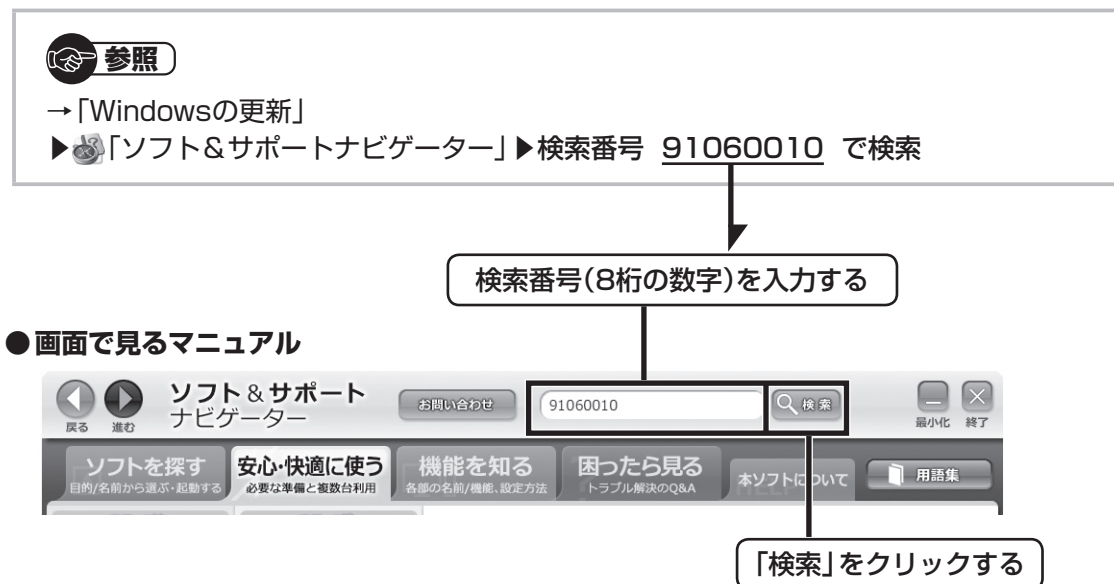 参照
→「Windowsの更新」
▶「ソフト&サポートナビゲーター」▶検索番号 91060010 で検索
検索番号(8桁の数字)を入力する
●画面で見るマニュアル
戻る 進む
ソフト&サポート
ナビゲーター
お問い合わせ
91060010
検索
最小化 終了
ソフトを探す
目的/名前から選ぶ・起動する
安心・快適に使う
必要な準備と複数台利用
機能を知る
各部の名前/機能、設定方法
困ったら見る
トラブル解決のQ&A
本ソフトについて
用語集
「検索」をクリックする